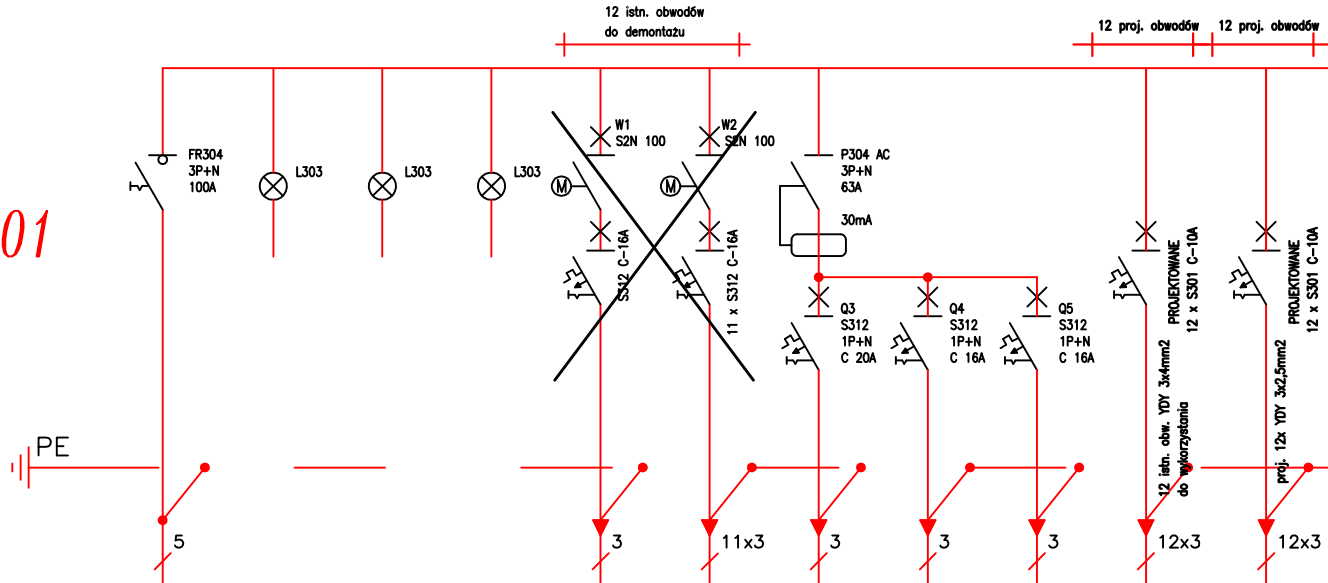 12 istn. obwodów
do demontażu
12 proj. obwodów
12 proj. obwodów
W1
S2N 100
W2
S2N 100
FR304
3P+N
100A
L303
L303
L303
M
M
P304 AC
3P+N
63A
30mA
01
S312 C-16A
11 x S312 C-16A
Q3
S312
1P+N
C 20A
Q4
S312
1P+N
C 16A
Q5
S312
1P+N
C 16A
PROJEKTOWANE
12 x S301 C-10A
PROJEKTOWANE
12 x S301 C-10A
12 istn. obw. YDY 3x4mm2
do wykorzystania
proj. 12x YDY 3x2,5mm2
PE
5
3
11x3
3
3
3
12x3
12x3